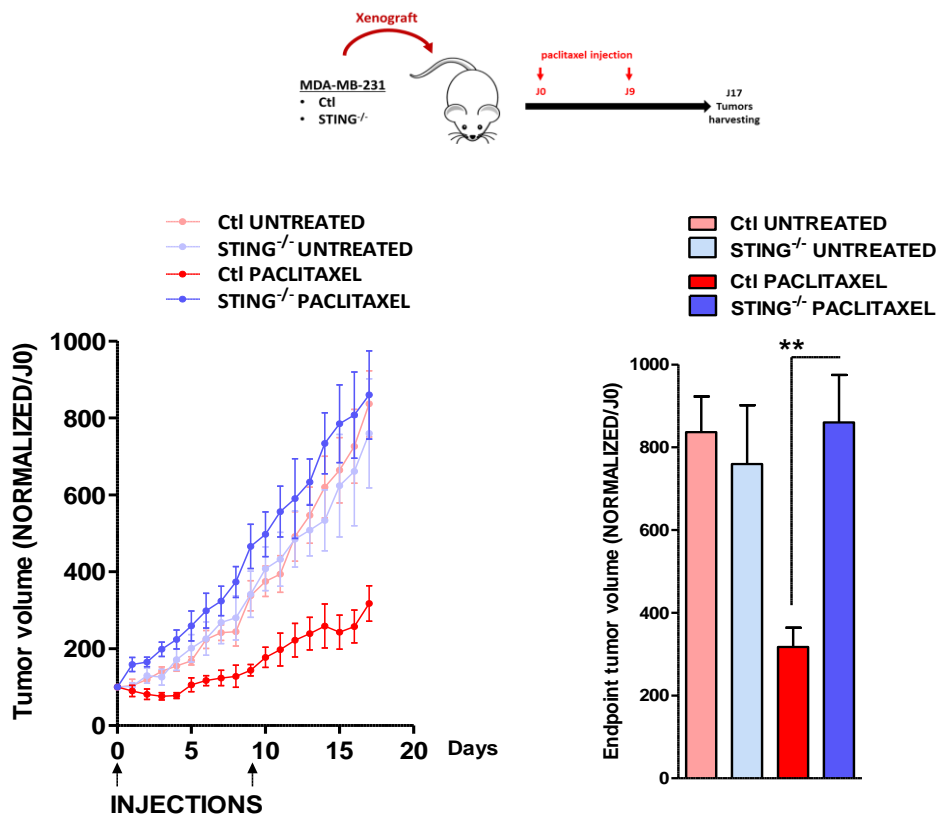 Xenograft
MDA-MB-231
• Ctl
• STING-/-
paclitaxel injection
J0 J9
J17
Tumors
harvesting
Ctl UNTREATED
STING-/- UNTREATED
Ctl PACLITAXEL
STING-/- PACLITAXEL
Tumor volume (NORMALIZED/J0)
1000
800
600
400
200
0
0 5 10 15 20 Days
INJECTIONS
Ctl UNTREATED
STING-/- UNTREATED
Ctl PACLITAXEL
STING-/- PACLITAXEL
**
Endpoint tumor volume (NORMALIZED/J0)
1000
800
600
400
200
0